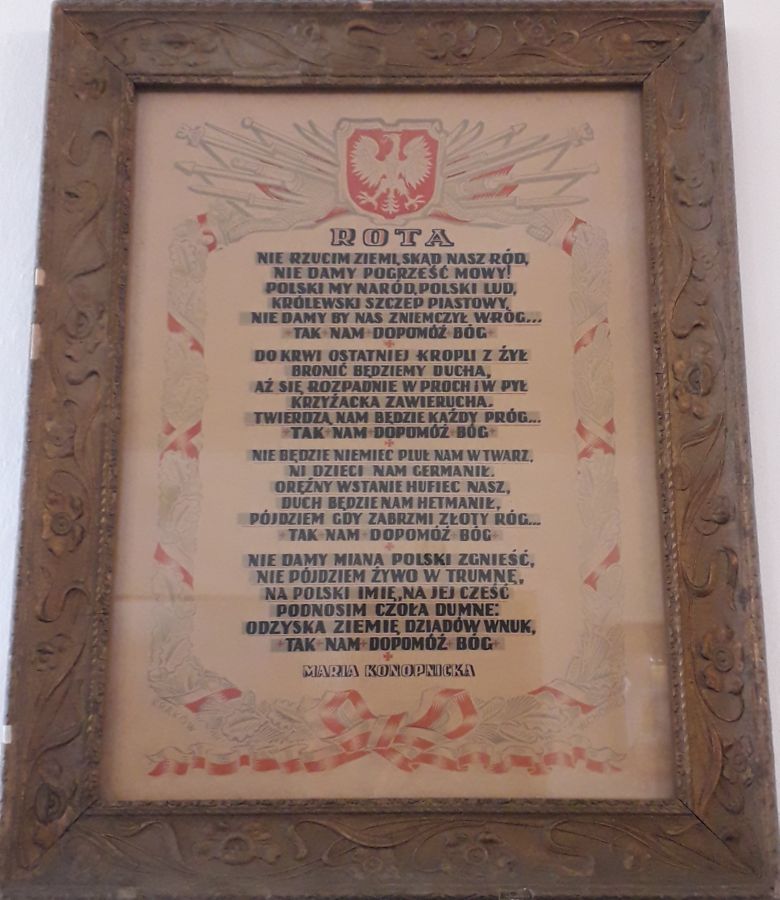 ROTA
NIE RZUCIM ZIEMI, SKĄD NASZ RÓD,
NIE DAMY POGRZEŚĆ MOWY!
POLSKI MY NARÓD, POLSKI LUD,
KRÓLEWSKI SZCZEP PIASTOWY,
NIE DAMY BY NAS ZNIEMCZYŁ WRÓG...
TAK NAM DOPOMÓŻ BÓG
DO KRWI OSTATNIEJ KROPLI Z ŻYŁ
BRONIĆ BĘDZIEMY DUCHA,
AŻ SIĘ ROZPADNIE W PROCH i W PYŁ
KRZYŻACKA ZAWIERUCHA.
TWIERDZĄ NAM BĘDZIE KAŻDY PRÓG...
TAK NAM DOPOMÓŻ BÓG
NIE BĘDZIE NIEMIEC PLUŁ NAM W TWARZ,
NI DZIECI NAM GERMANIŁ.
ORĘŻNY WSTANIE HUFIEC NASZ,
DUCH BĘDZIE NAM HETMANIŁ,
PÓJDZIEM GDY ZABRZMI ZŁOTY RÓG...
TAK NAM DOPOMÓŻ BÓG
NIE DAMY MIANA POLSKI ZGNIEŚĆ,
NIE PÓJDZIEM ŻYWO W TRUMNĘ,
NA POLSKI IMIĘ, NA JEJ CZEŚĆ
PODNOSIM CZOŁA DUMNE:
ODZYSKA ZIEMIĘ DZIADÓW WNUK,
TAK NAM DOPOMÓŻ BÓG
MARIA KONOPNICKA
KRAKÓW